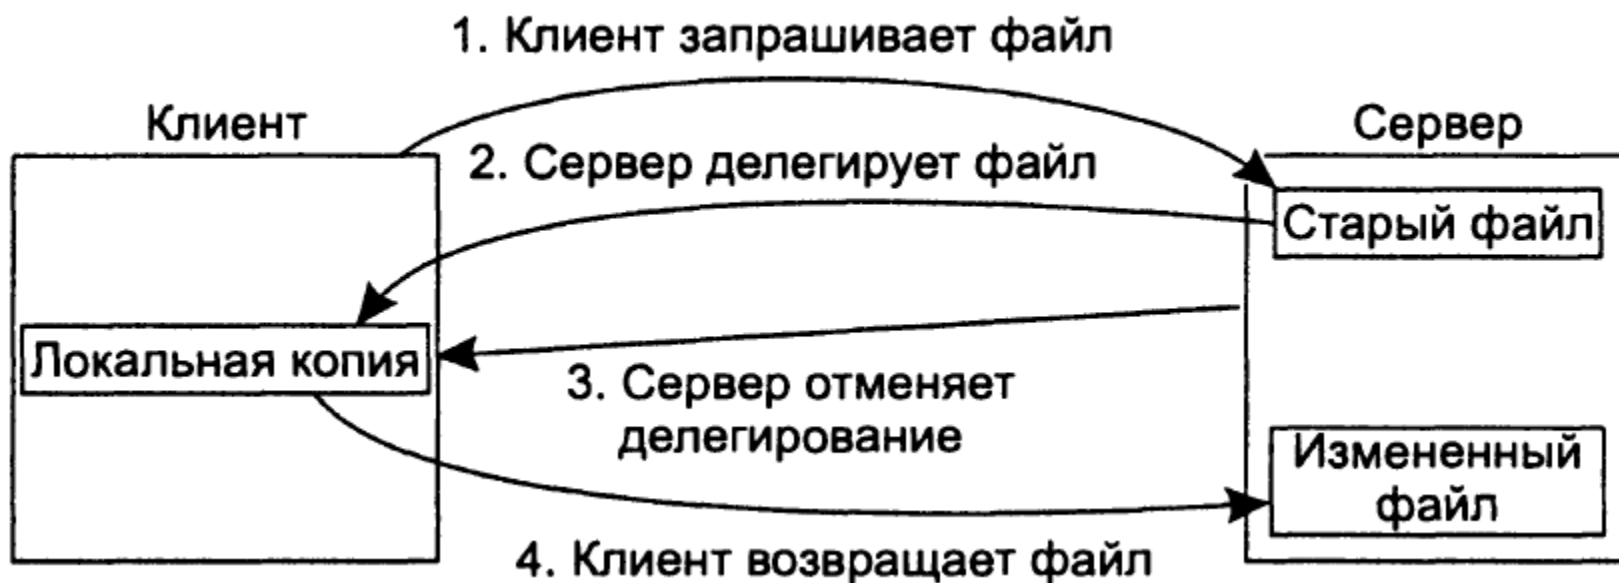 1. Клиент запрашивает файл
Клиент
Сервер
2. Сервер делегирует файл
Старый файл
Локальная копия
3. Сервер отменяет
делегирование
Измененный
файл
4. Клиент возвращает файл